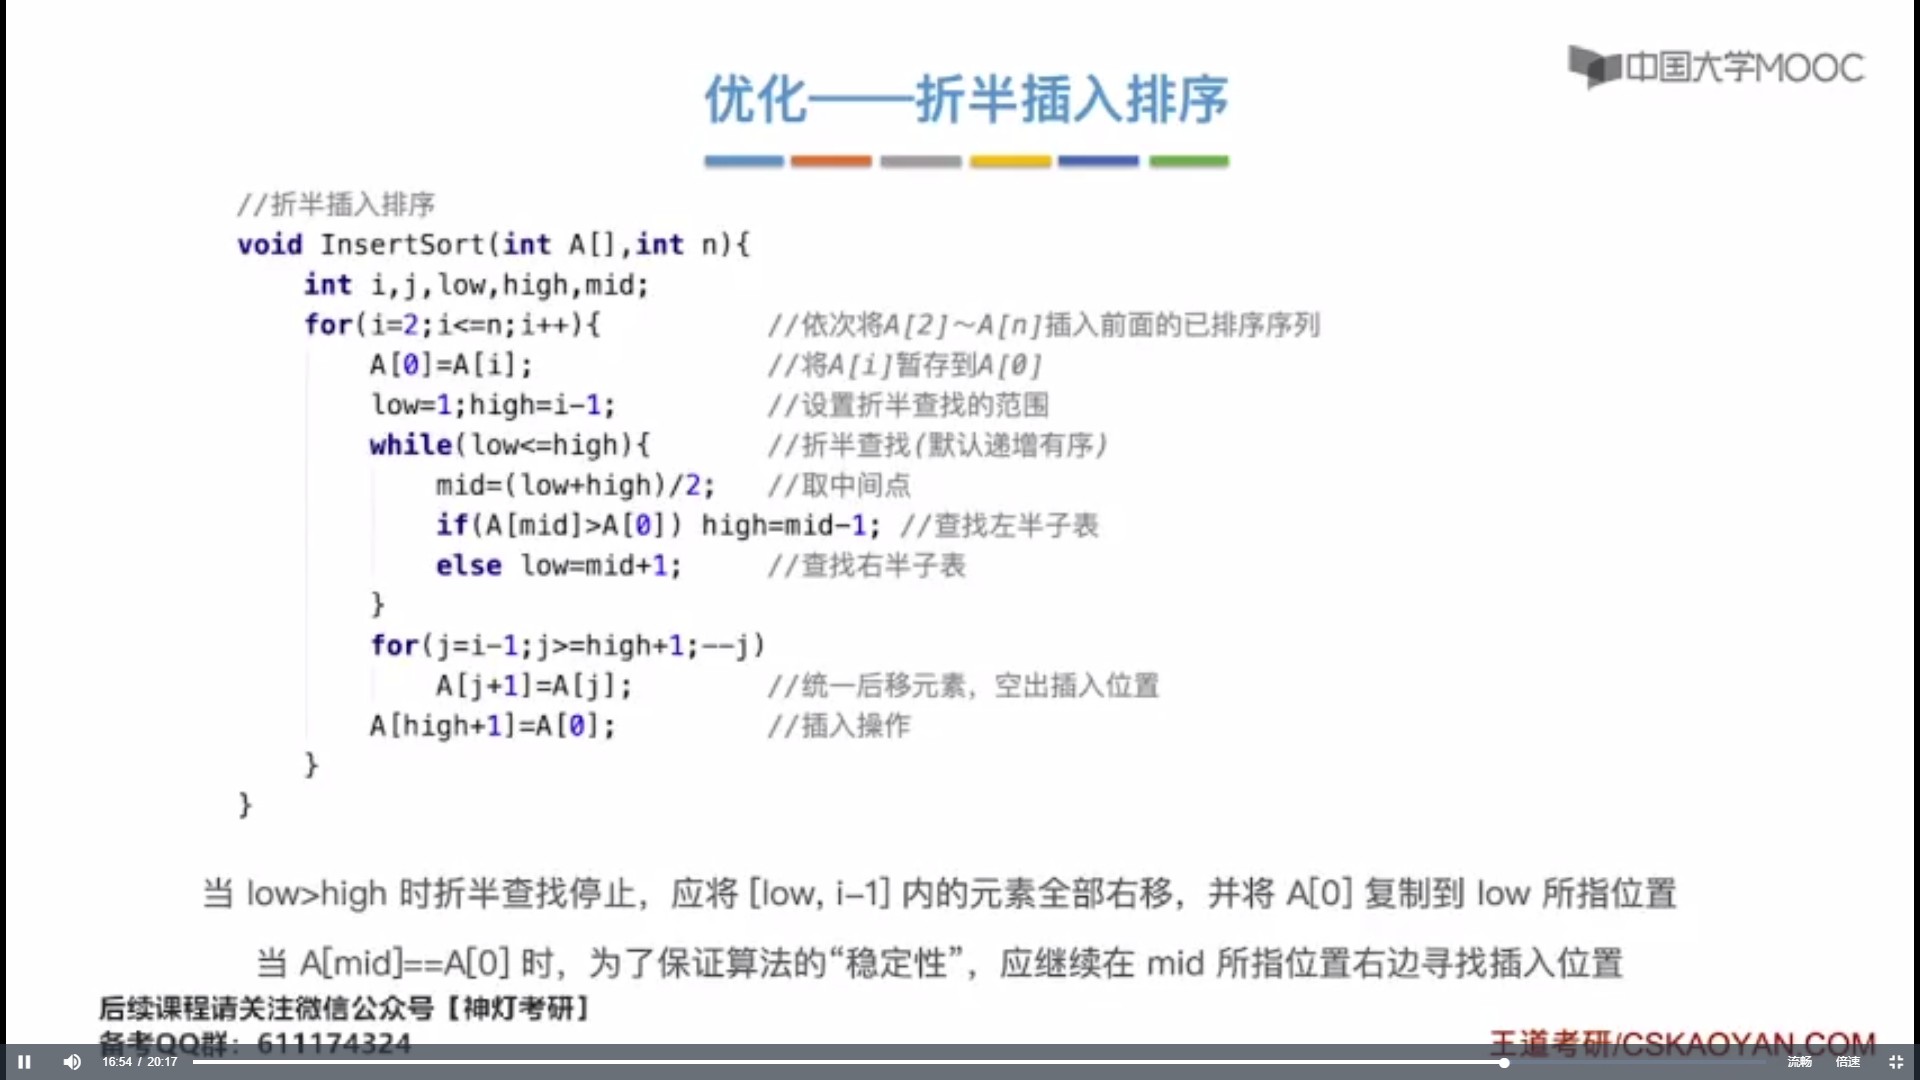 中国大学MOOC
优化——折半插入排序
//折半插入排序
void InsertSort(int A[],int n){
    int i,j,low,high,mid;
    for(i=2;i<=n;i++){          //依次将A[2]～A[n]插入前面的已排序序列
        A[0]=A[i];              //将A[i]暂存到A[0]
        low=1;high=i-1;         //设置折半查找的范围
        while(low<=high){       //折半查找(默认递增有序)
            mid=(low+high)/2;   //取中间点
            if(A[mid]>A[0]) high=mid-1; //查找左半子表
            else low=mid+1;     //查找右半子表
        }
        for(j=i-1;j>=high+1;--j)
            A[j+1]=A[j];        //统一后移元素，空出插入位置
        A[high+1]=A[0];         //插入操作
    }
}
当 low>high 时折半查找停止，应将 [low, i-1] 内的元素全部右移，并将 A[0] 复制到 low 所指位置
当 A[mid]==A[0] 时，为了保证算法的“稳定性”，应继续在 mid 所指位置右边寻找插入位置
后续课程请关注微信公众号【神灯考研】
备考QQ群：611174324
王道考研/CSKAOYAN.COM
16:54 / 20:17
流畅
倍速